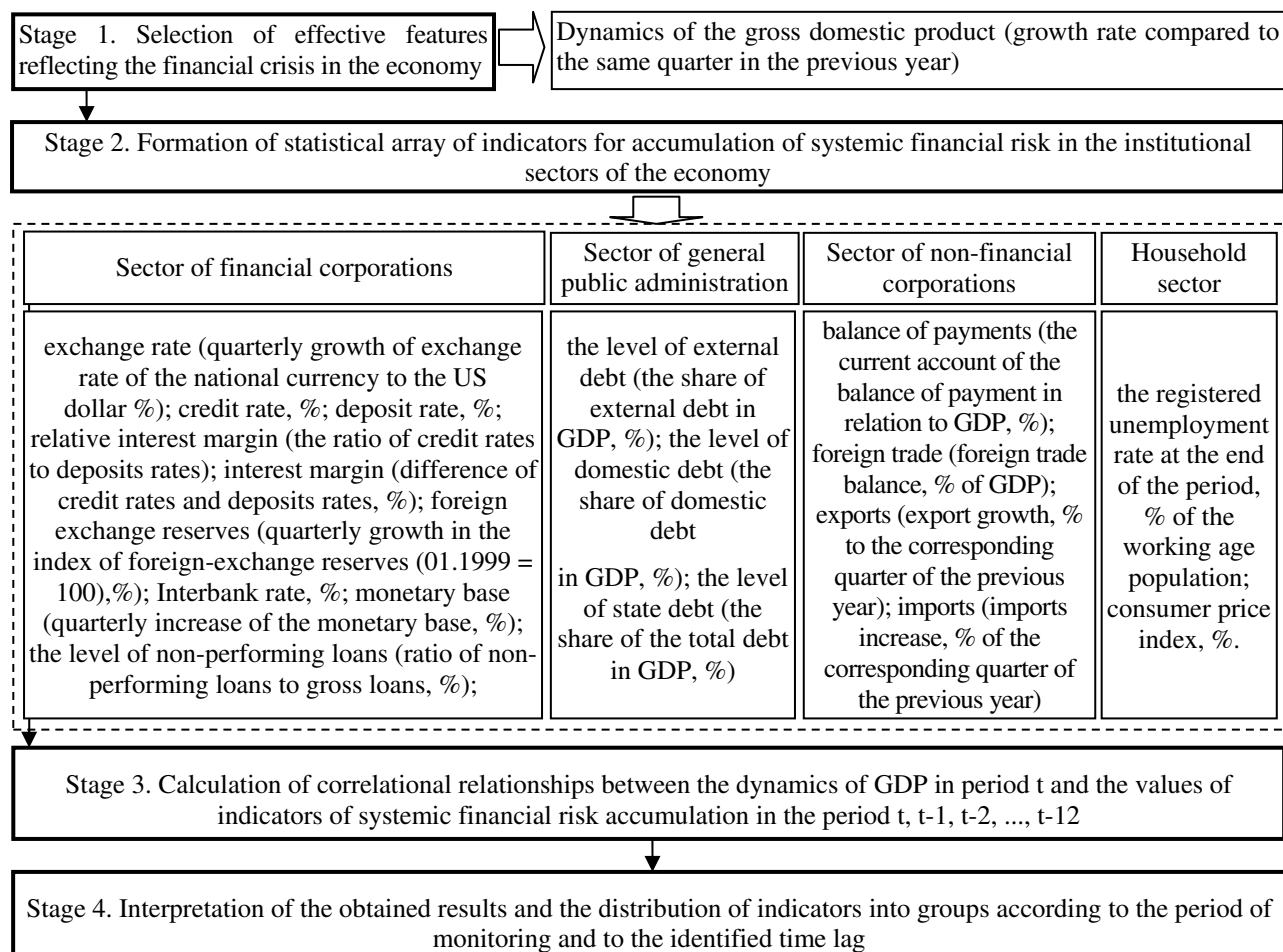 Stage 1. Selection of effective features
reflecting the financial crisis in the economy
Dynamics of the gross domestic product (growth rate compared to
the same quarter in the previous year)
Stage 2. Formation of statistical array of indicators for accumulation of systemic financial risk in the institutional
sectors of the economy
Sector of financial corporations
Sector of general
public administration
Sector of non-financial
corporations
Household
sector
exchange rate (quarterly growth of exchange
rate of the national currency to the US
dollar %); credit rate, %; deposit rate, %;
relative interest margin (the ratio of credit rates
to deposits rates); interest margin (difference of
credit rates and deposits rates, %); foreign
exchange reserves (quarterly growth in
the index of foreign-exchange reserves (01.1999 =
100),%); Interbank rate, %; monetary base
(quarterly increase of the monetary base, %);
the level of non-performing loans (ratio of non-
performing loans to gross loans, %);
the level of external
debt (the share of
external debt in
GDP, %); the level of
domestic debt (the
share of domestic
debt
in GDP, %); the level
of state debt (the
share of the total debt
in GDP, %)
balance of payments (the
current account of the
balance of payment in
relation to GDP, %);
foreign trade (foreign trade
balance, % of GDP);
exports (export growth, %
to the corresponding
quarter of the previous
year); imports (imports
increase, % of the
corresponding quarter of
the previous year)
the registered
unemployment
rate at the end
of the period,
% of the
working age
population;
consumer price
index, %.
Stage 3. Calculation of correlational relationships between the dynamics of GDP in period t and the values of
indicators of systemic financial risk accumulation in the period t, t-1, t-2, ..., t-12
Stage 4. Interpretation of the obtained results and the distribution of indicators into groups according to the period of
monitoring and to the identified time lag